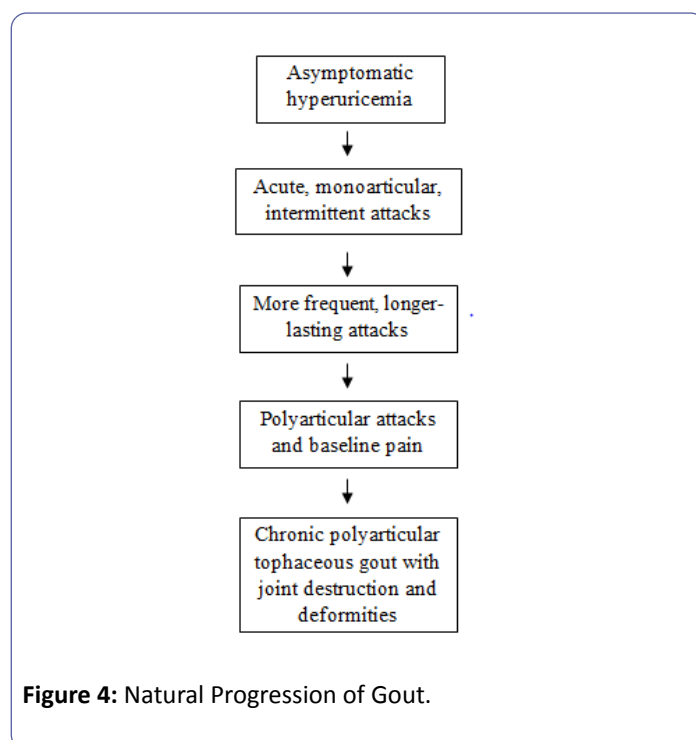 Asymptomatic
hyperuricemia
Acute, monoarticular,
intermittent attacks
More frequent, longer-
lasting attacks
Polyarticular attacks
and baseline pain
Chronic polyarticular
tophaceous gout with
joint destruction and
deformities
Figure 4: Natural Progression of Gout.